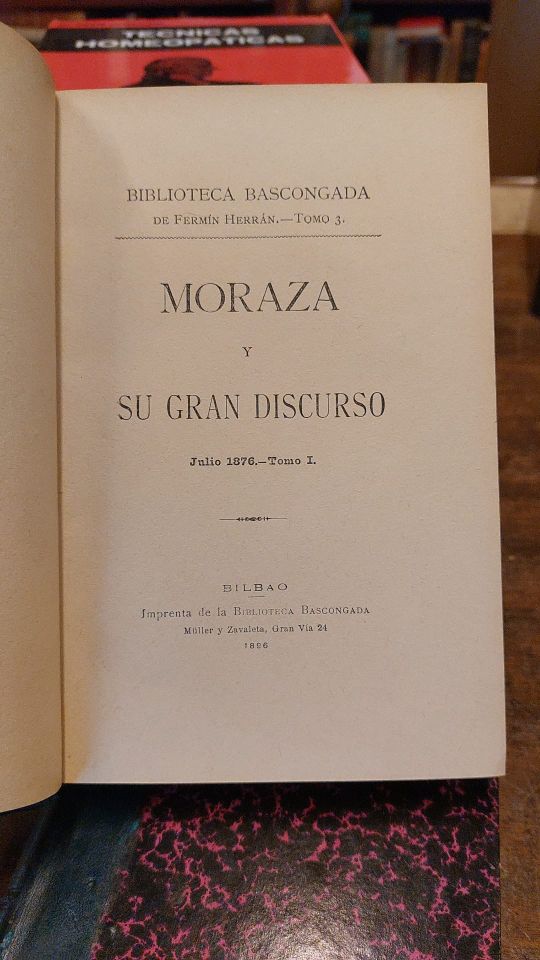 TECNICAS
HOMEOPATICAS
BIBLIOTECA BASCONGADA
DE FERMÍN HERRÁN.—TOMO 3.
MORAZA
Y
SU GRAN DISCURSO
Julio 1876.—Tomo I.
BILBAO
Imprenta de la BIBLIOTECA BASCONGADA
Müller y Zavaleta, Gran Vía 24
1896